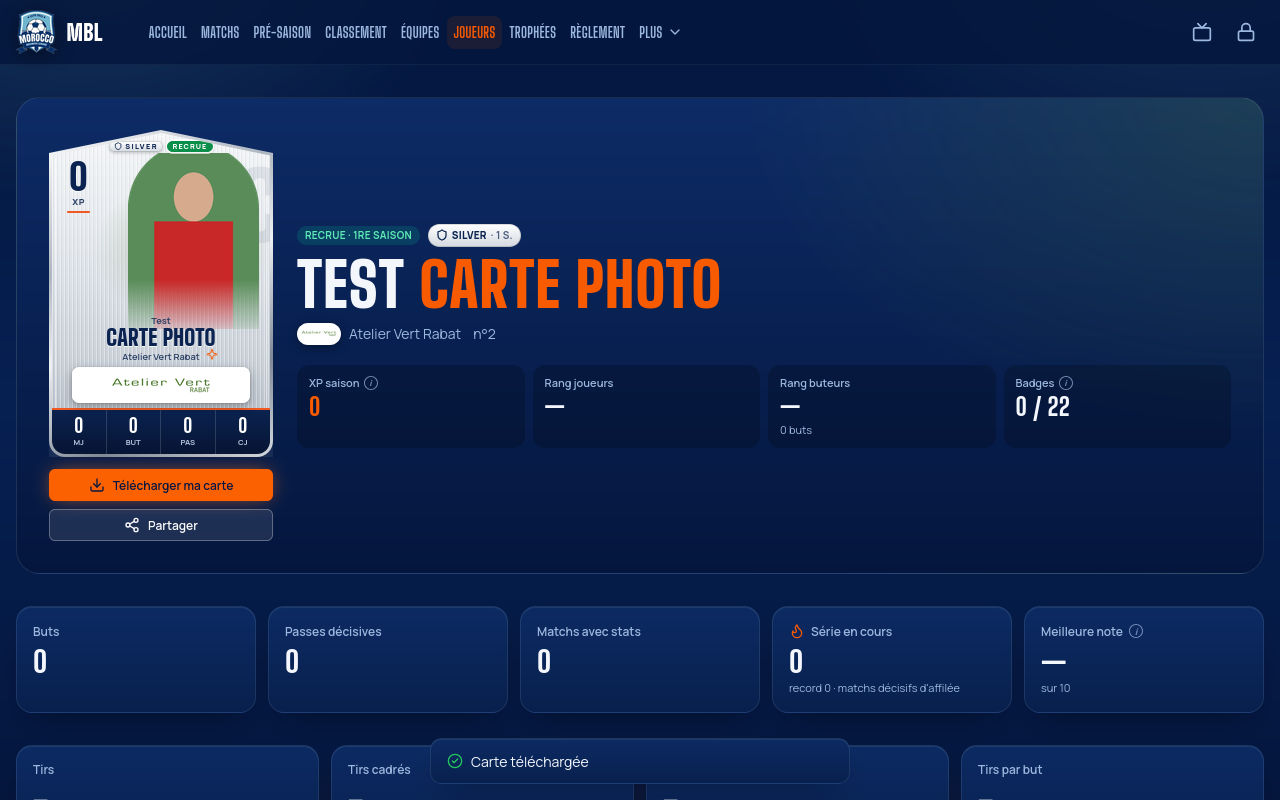 MOROCCO
MBL
ACCUEIL
MATCHS
PRÉ-SAISON
CLASSEMENT
ÉQUIPES
JOUEURS
TROPHÉES
RÈGLEMENT
PLUS
SILVER
RECRUE
0
XP
Test
CARTE PHOTO
Atelier Vert Rabat
Atelier Vert
RABAT
0
MJ
0
BUT
0
PAS
0
CJ
Télécharger ma carte
Partager
RECRUE · 1RE SAISON
SILVER · 1 S.
TEST CARTE PHOTO
Atelier Vert
Atelier Vert Rabat n°2
XP saison
0
Rang joueurs
—
Rang buteurs
—
0 buts
Badges
0 / 22
Buts
0
Passes décisives
0
Matchs avec stats
0
Série en cours
0
record 0 · matchs décisifs d'affilée
Meilleure note
—
sur 10
Tirs
Tirs cadrés
Tirs par but
Carte téléchargée